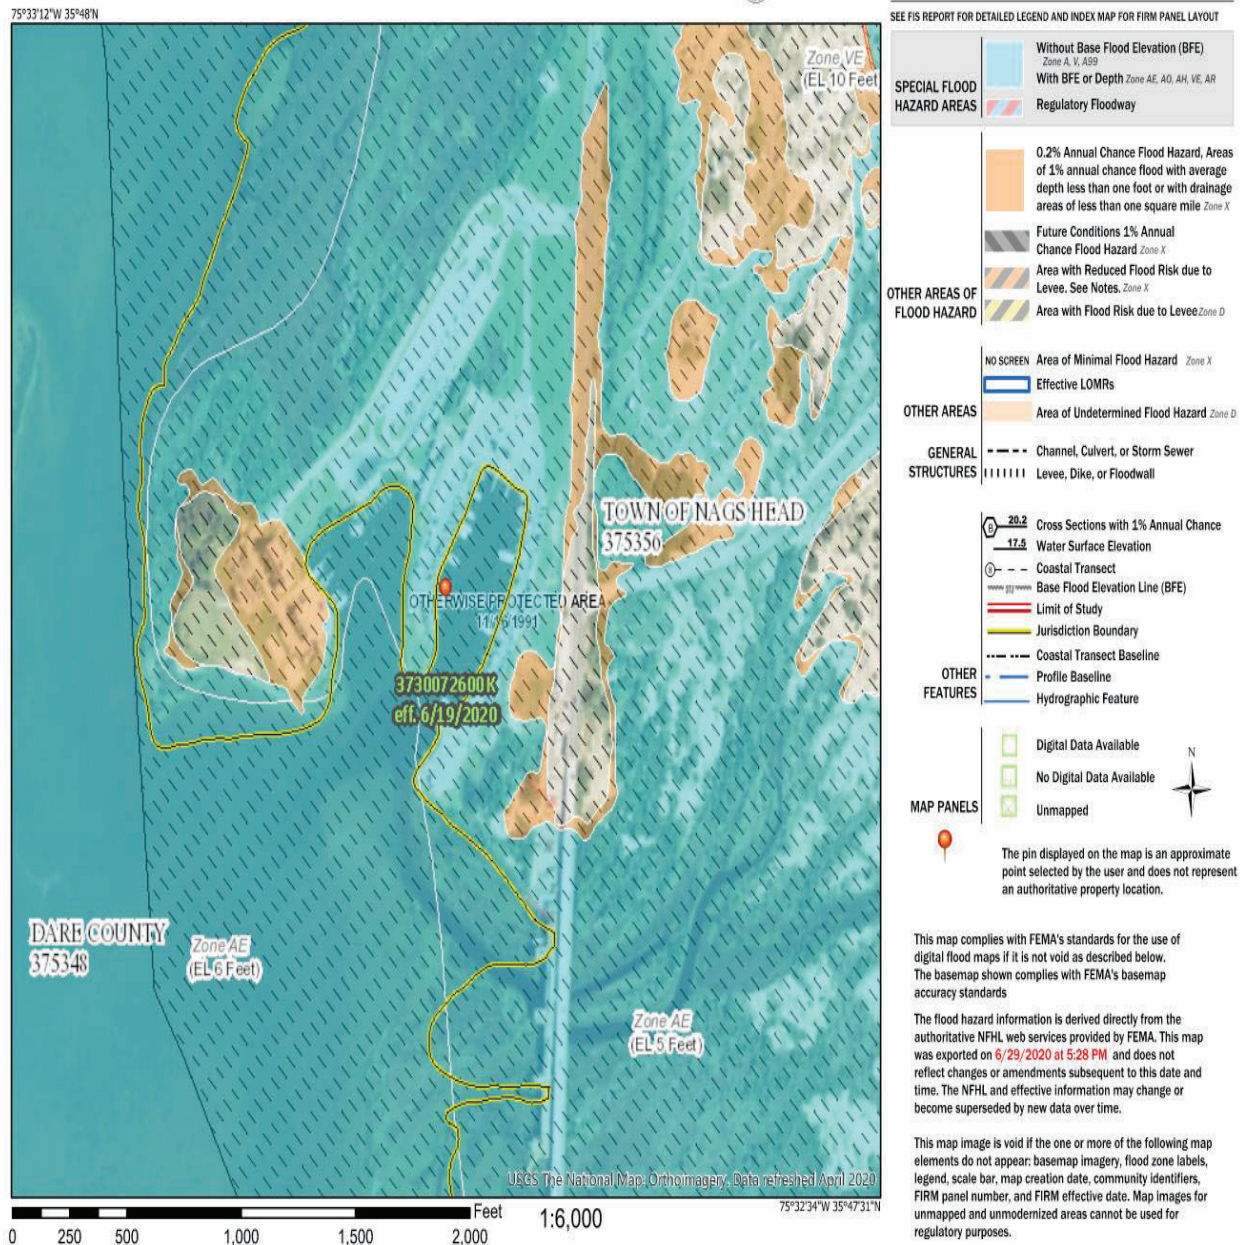 75°33'12"W 35°48'N
Zone VE
(EL 10 Feet
TOWN OF NAGS HEAD
375356
OTHERWISE PROTECTED AREA
11/16/1991
3730072600K
eff. 6/19/2020
DARE COUNTY
375348
Zone AE
(EL 6 Feet)
Zone AE
(EL 5 Feet)
USGS The National Map: Orthoimagery. Data refreshed April 2020
Feet
0 250 500 1,000 1,500 2,000
1:6,000
75°32'34"W 35°47'31"N
SEE FIS REPORT FOR DETAILED LEGEND AND INDEX MAP FOR FIRM PANEL LAYOUT
SPECIAL FLOOD
HAZARD AREAS
Without Base Flood Elevation (BFE)
Zone A, V, A99
With BFE or Depth Zone AE, AO, AH, VE, AR
Regulatory Floodway
OTHER AREAS OF
FLOOD HAZARD
0.2% Annual Chance Flood Hazard, Areas
of 1% annual chance flood with average
depth less than one foot or with drainage
areas of less than one square mile Zone X
Future Conditions 1% Annual
Chance Flood Hazard Zone X
Area with Reduced Flood Risk due to
Levee. See Notes. Zone X
Area with Flood Risk due to Levee Zone D
OTHER AREAS
NO SCREEN Area of Minimal Flood Hazard Zone X
Effective LOMRs
Area of Undetermined Flood Hazard Zone D
GENERAL
STRUCTURES
Channel, Culvert, or Storm Sewer
Levee, Dike, or Floodwall
OTHER
FEATURES
B 20.2 Cross Sections with 1% Annual Chance
17.5 Water Surface Elevation
8 Coastal Transect
Base Flood Elevation Line (BFE)
Limit of Study
Jurisdiction Boundary
Coastal Transect Baseline
Profile Baseline
Hydrographic Feature
MAP PANELS
Digital Data Available
No Digital Data Available
Unmapped
N
The pin displayed on the map is an approximate
point selected by the user and does not represent
an authoritative property location.
This map complies with FEMA's standards for the use of
digital flood maps if it is not void as described below.
The basemap shown complies with FEMA's basemap
accuracy standards
The flood hazard information is derived directly from the
authoritative NFHL web services provided by FEMA. This map
was exported on 6/29/2020 at 5:28 PM and does not
reflect changes or amendments subsequent to this date and
time. The NFHL and effective information may change or
become superseded by new data over time.
This map image is void if the one or more of the following map
elements do not appear: basemap imagery, flood zone labels,
legend, scale bar, map creation date, community identifiers,
FIRM panel number, and FIRM effective date. Map images for
unmapped and unmodernized areas cannot be used for
regulatory purposes.